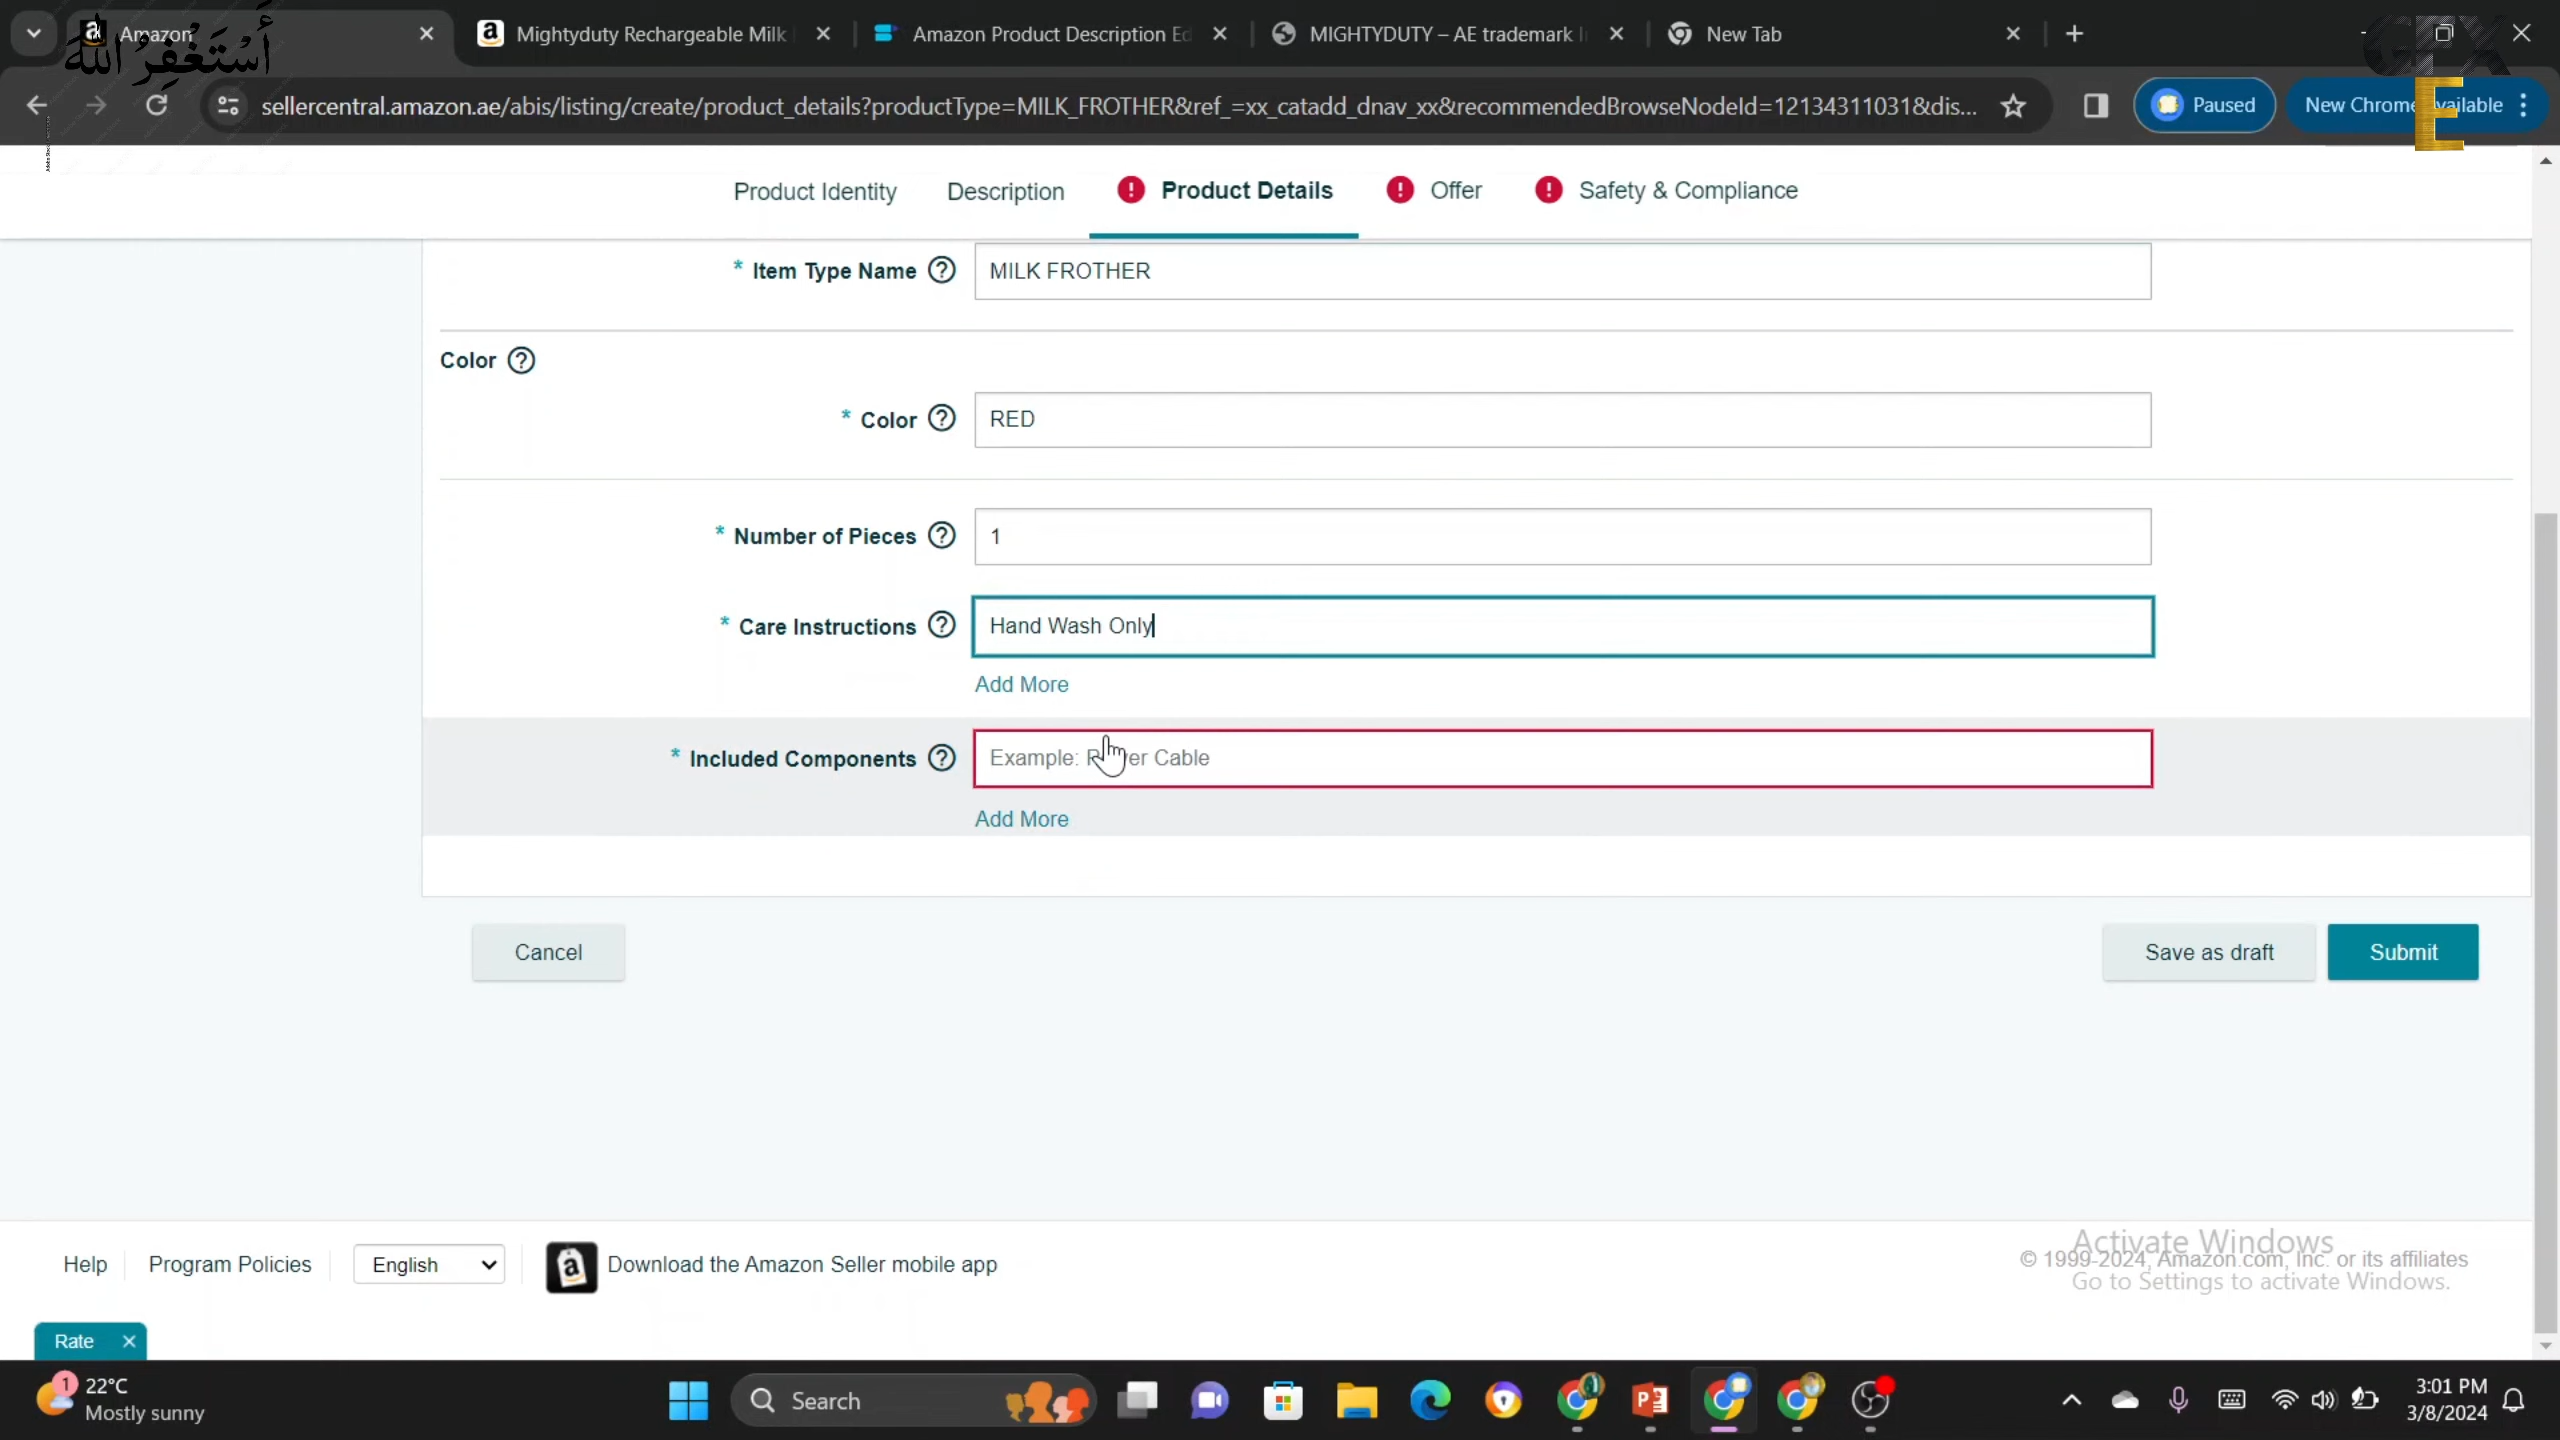 Amazon
Mightyduty Rechargeable Milk
Amazon Product Description Ed
MIGHTYDUTY – AE trademark I
New Tab
أَسْتَغْفِرُ اللّٰهَ
sellercentral.amazon.ae/abis/listing/create/product_details?productType=MILK_FROTHER&ref_=xx_catadd_dnav_xx&recommendedBrowseNodeId=12134311031&dis...
Paused
New Chrome
E
Product Identity
Description
Product Details
Offer
Safety & Compliance
* Item Type Name
MILK FROTHER
Color
* Color
RED
* Number of Pieces
1
* Care Instructions
Hand Wash Only
Add More
* Included Components
Example: Power Cable
Add More
Cancel
Save as draft
Submit
Help
Program Policies
English
Download the Amazon Seller mobile app
© 1999-2024, Amazon.com, Inc. or its affiliates
Activate Windows
Go to Settings to activate Windows.
Rate
1
22°C
Mostly sunny
Search
3:01 PM
3/8/2024